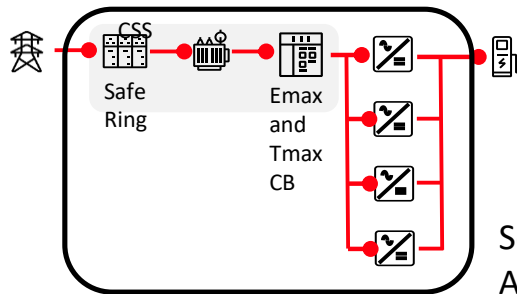 CSS
Safe
Ring
Emax
and
Tmax
CB
S
A